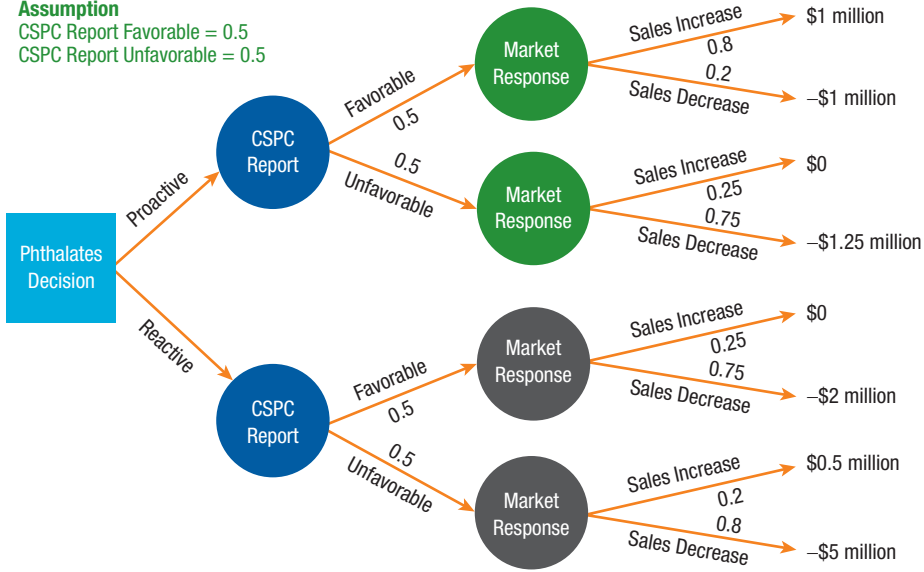 Assumption
CSPC Report Favorable = 0.5
CSPC Report Unfavorable = 0.5
Phthalates
Decision
Proactive
Reactive
CSPC
Report
Favorable
0.5
0.5
Unfavorable
Market
Response
Sales Increase
0.8
0.2
Sales Decrease
$1 million
–$1 million
Market
Response
Sales Increase
0.25
0.75
Sales Decrease
$0
–$1.25 million
CSPC
Report
Favorable
0.5
0.5
Unfavorable
Market
Response
Sales Increase
0.25
0.75
Sales Decrease
$0
–$2 million
Market
Response
Sales Increase
0.2
0.8
Sales Decrease
$0.5 million
–$5 million